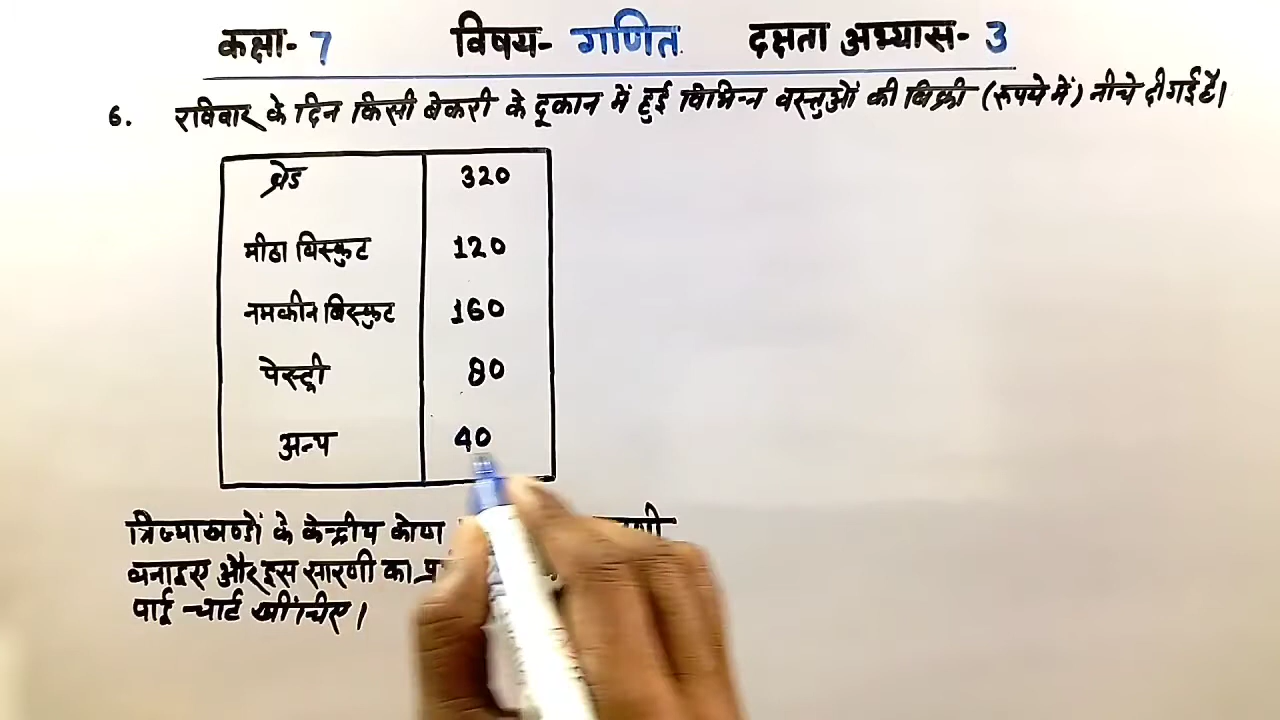 कक्षा- 7 विषय- गणित दक्षता अभ्यास- 3
6. रविवार के दिन किसी बेकरी के दूकान में हुई विभिन्न वस्तुओं की बिक्री (रूपये में) नीचे दी गई है।
ब्रेड 320
मीठा बिस्कुट 120
नमकीन बिस्कुट 160
पेस्ट्री 80
अन्य 40
त्रिज्याखण्डों के केन्द्रीय कोण
बनाइए और इस सारणी का
पाई चार्ट खींचिए।